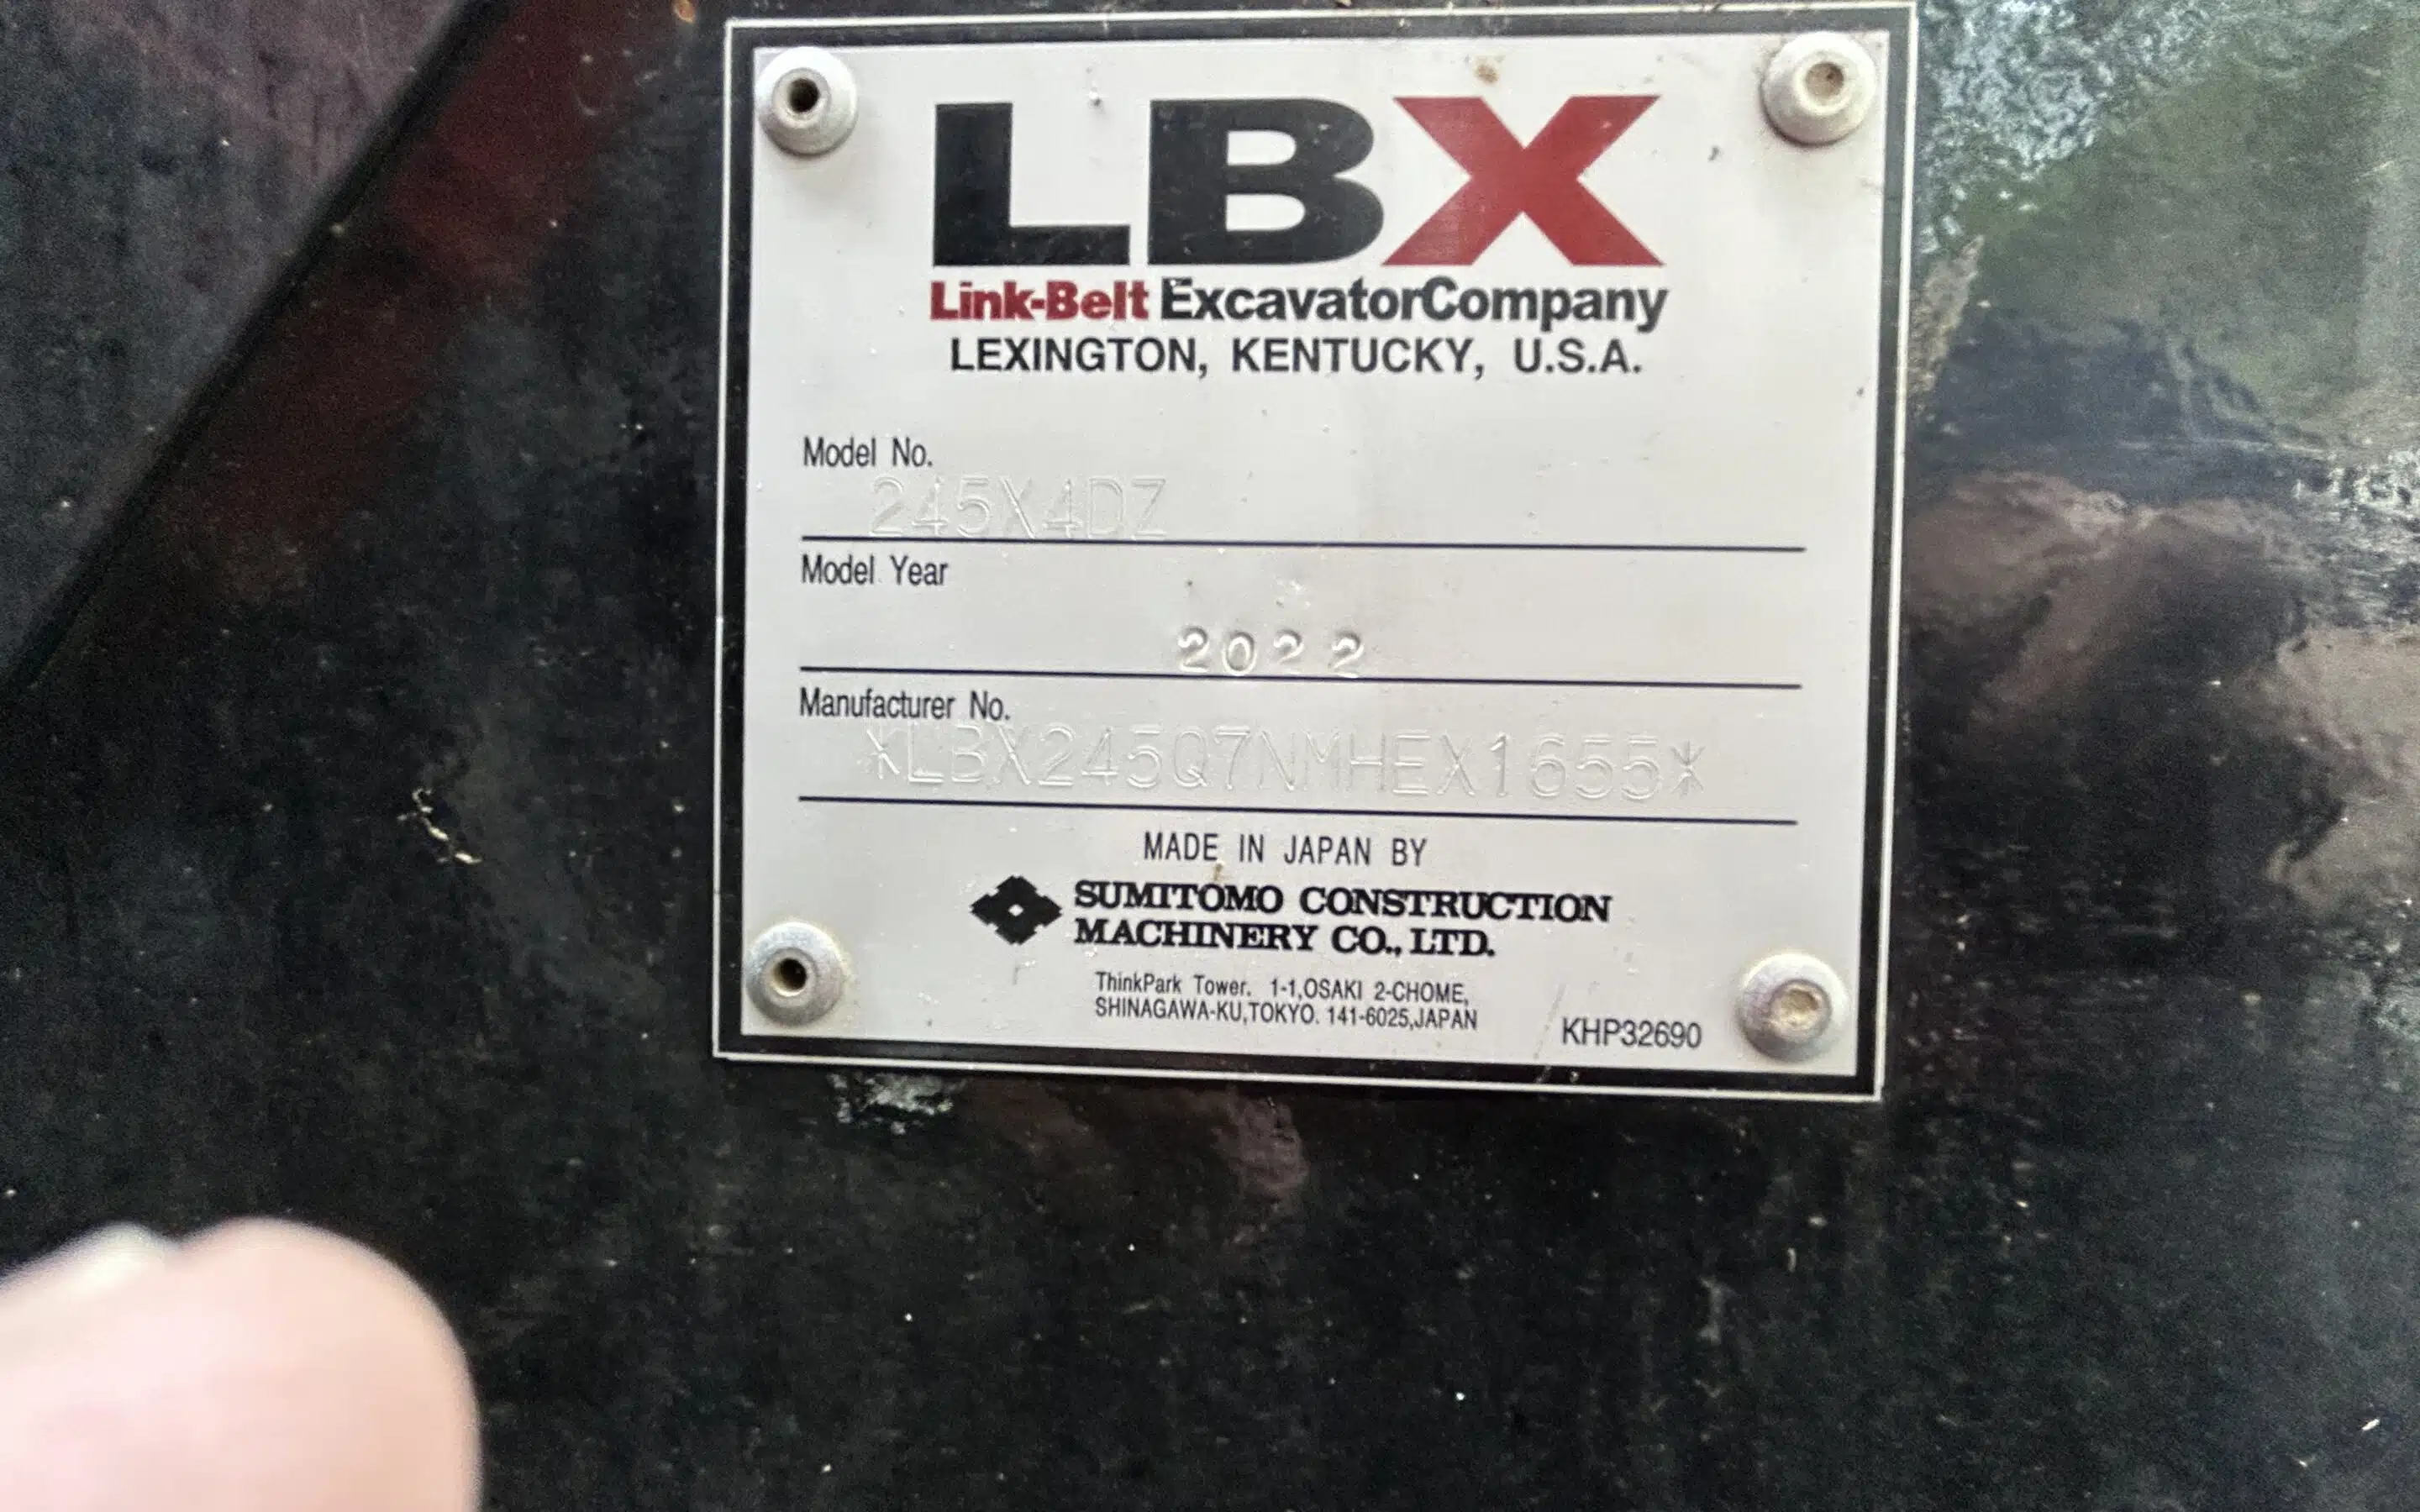 LBX
Link-Belt ExcavatorCompany
LEXINGTON, KENTUCKY, U.S.A.
Model No.
245X4DZ
Model Year
2022
Manufacturer No.
*LBX245Q7NMHEX1655*
MADE IN JAPAN BY
SUMITOMO CONSTRUCTION
MACHINERY CO., LTD.
ThinkPark Tower. 1-1,OSAKI 2-CHOME,
SHINAGAWA-KU,TOKYO. 141-6025,JAPAN
KHP32690